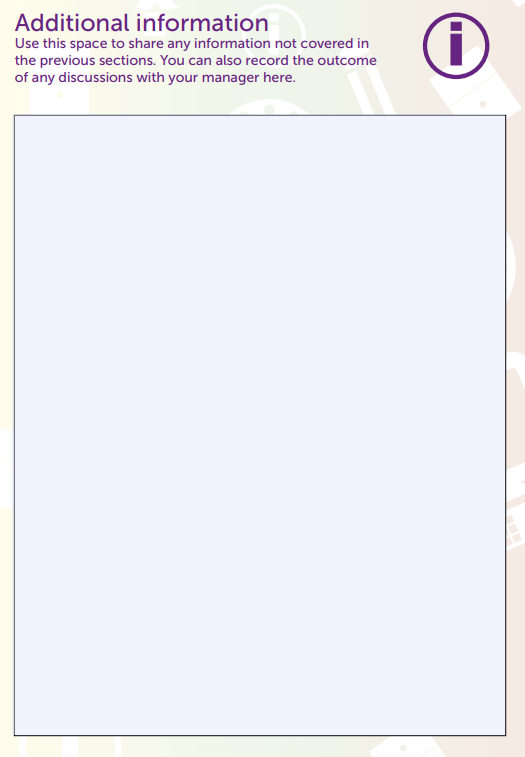 Additional information
Use this space to share any information not covered in
the previous sections. You can also record the outcome
of any discussions with your manager here.